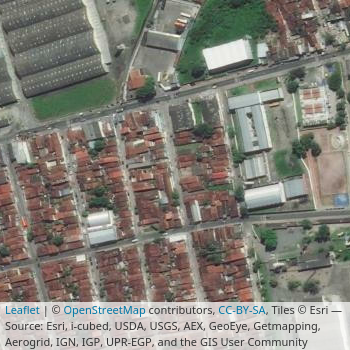 Leaflet | © OpenStreetMap contributors, CC-BY-SA, Tiles © Esri —
Source: Esri, i-cubed, USDA, USGS, AEX, GeoEye, Getmapping,
Aerogrid, IGN, IGP, UPR-EGP, and the GIS User Community